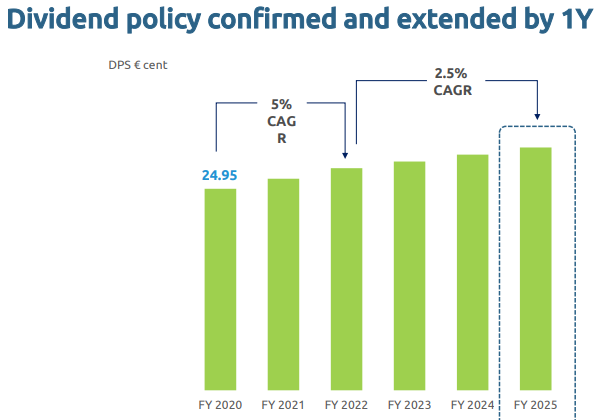 Dividend policy confirmed and extended by 1Y
DPS € cent
2.5%
CAGR
5%
CAG
R
24.95
FY 2020 FY 2021 FY 2022 FY 2023 FY 2024 FY 2025